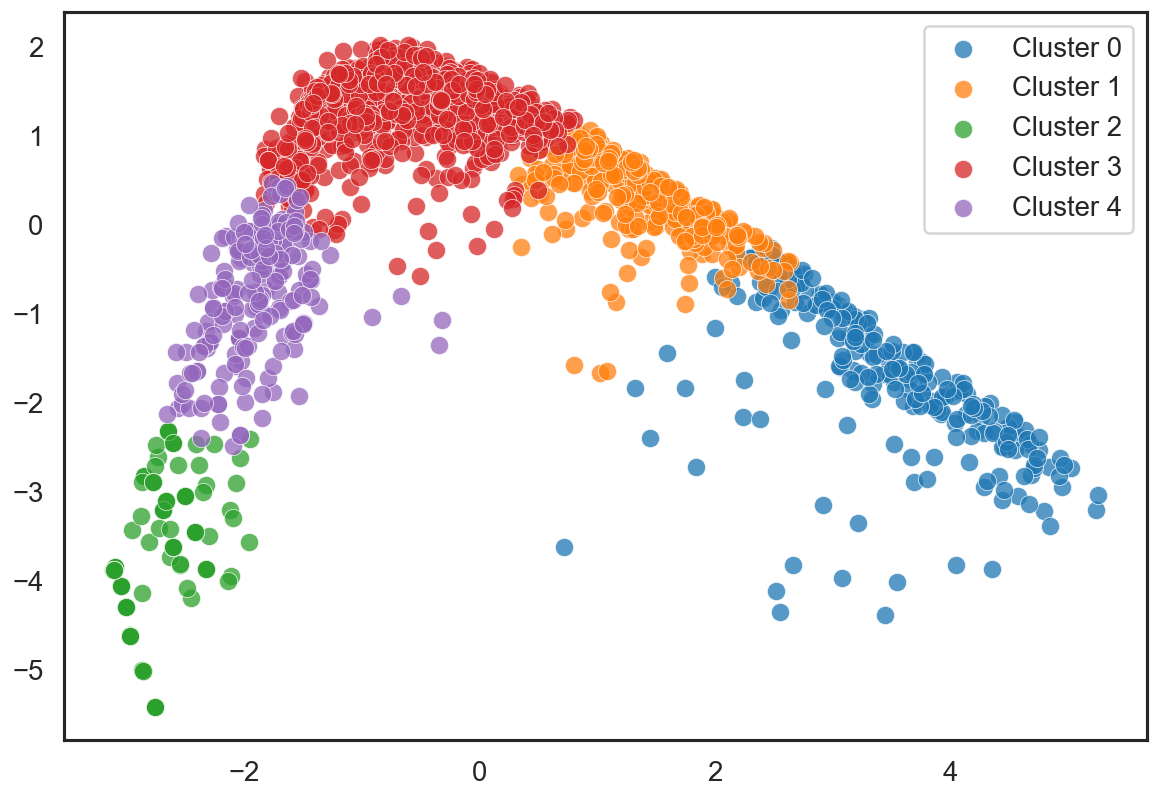 Cluster 0
Cluster 1
Cluster 2
Cluster 3
Cluster 4
2
1
0
−1
−2
−3
−4
−5
−2 0 2 4